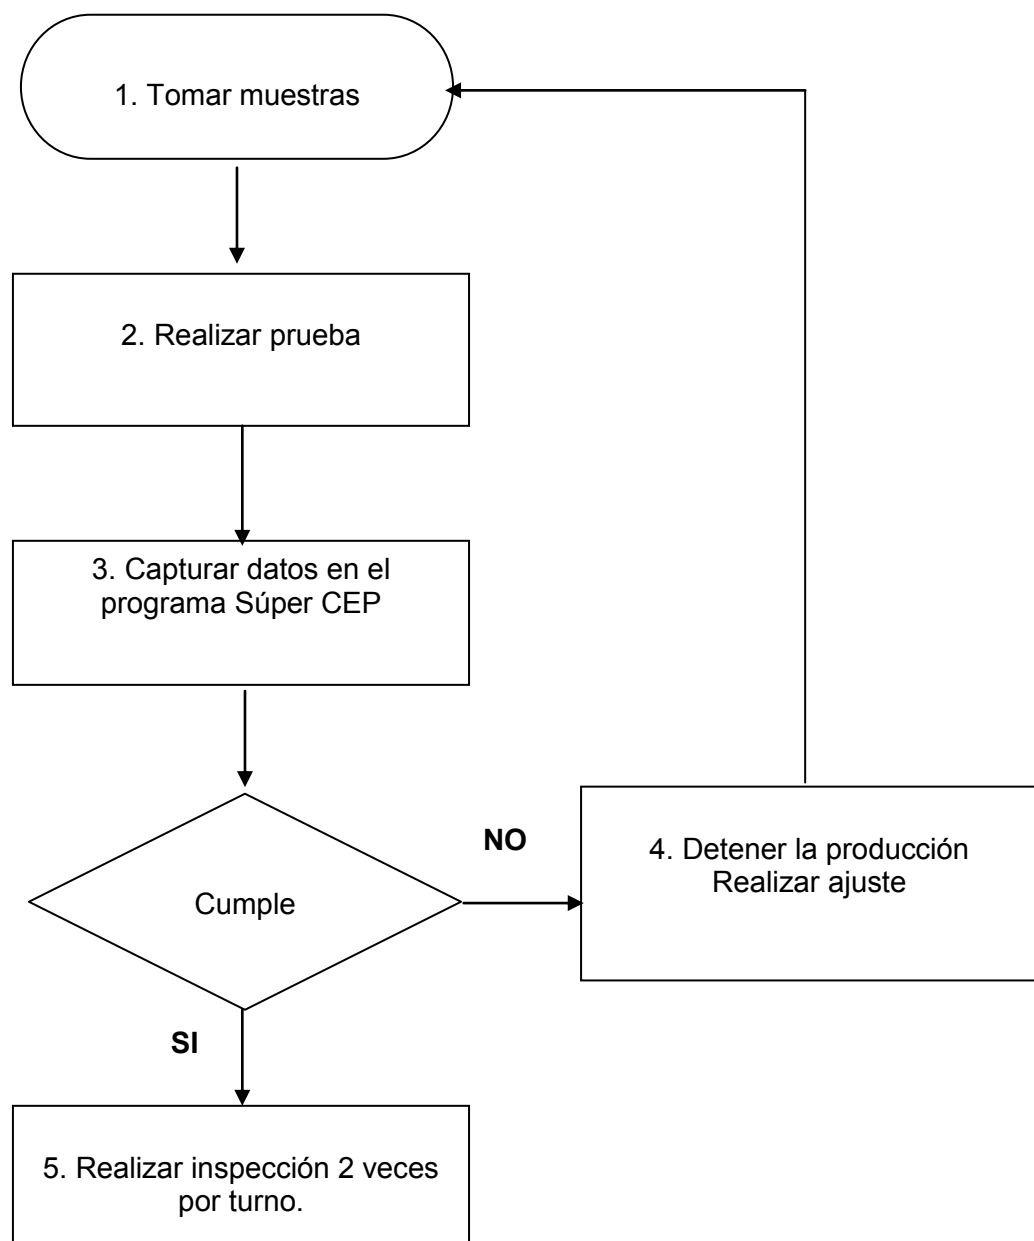 1. Tomar muestras
2. Realizar prueba
3. Capturar datos en el
programa Súper CEP
Cumple
NO
4. Detener la producción
Realizar ajuste
SI
5. Realizar inspección 2 veces
por turno.